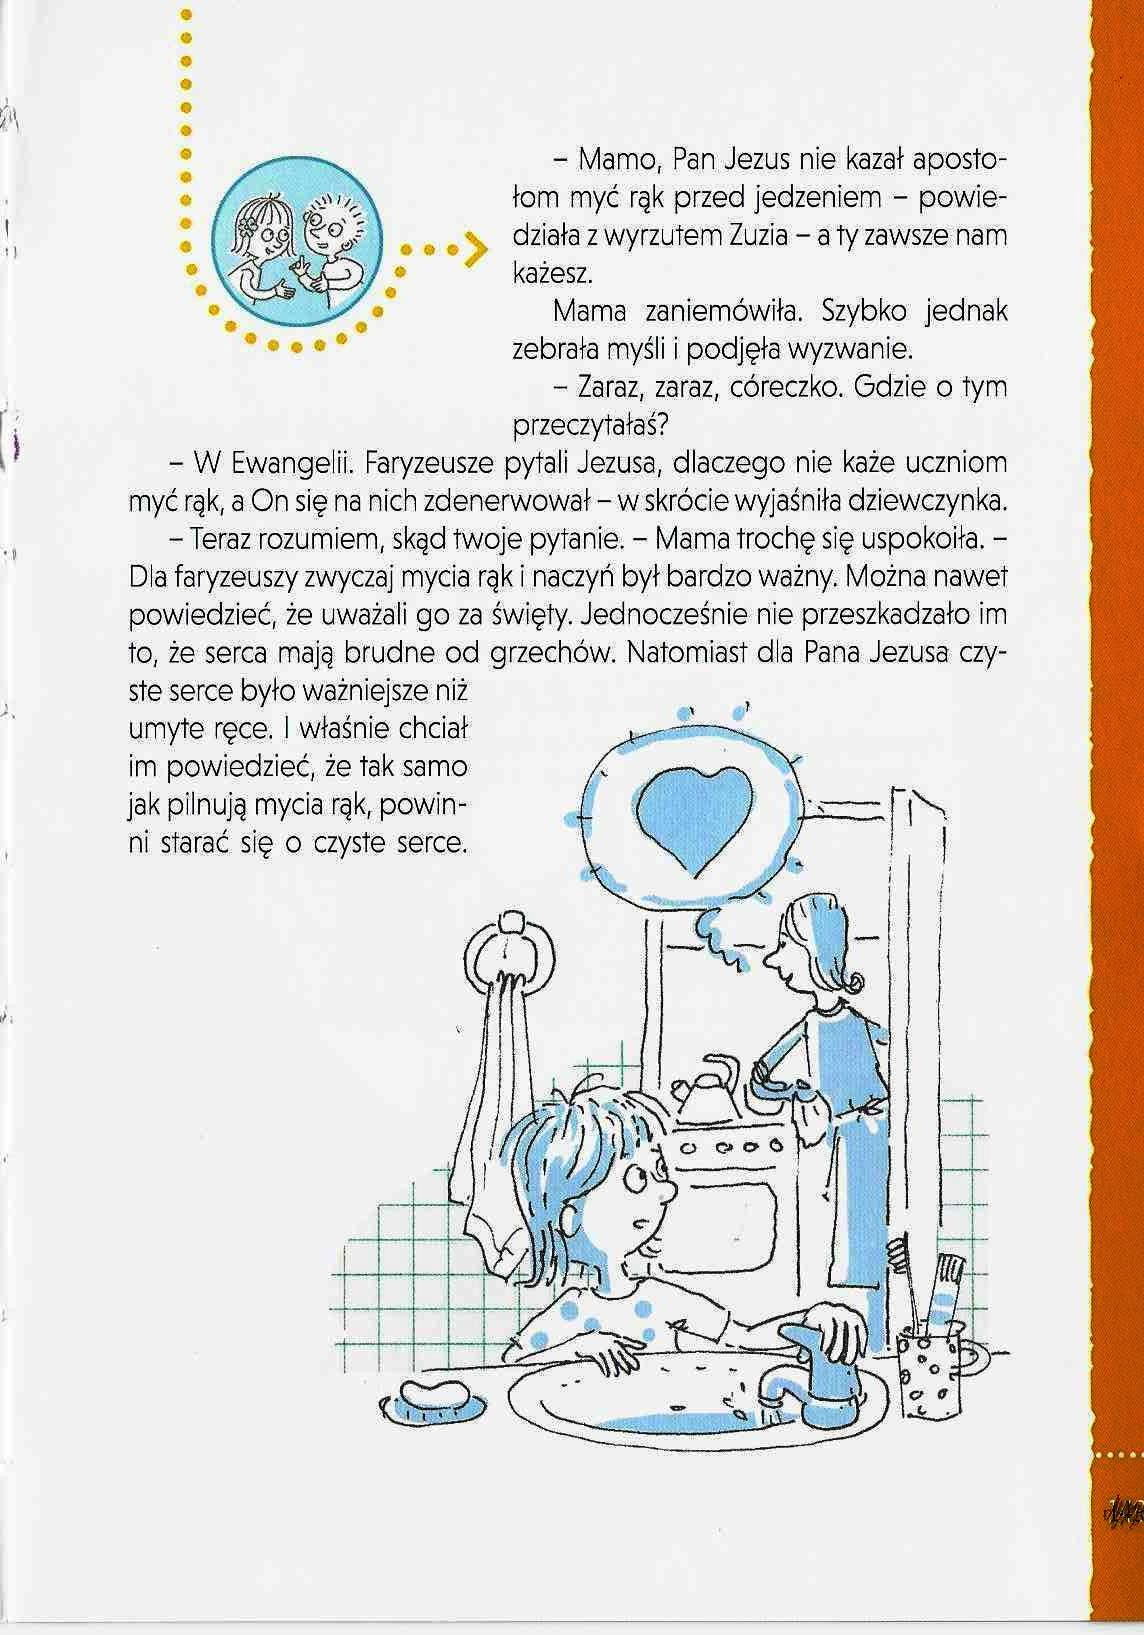 – Mamo, Pan Jezus nie kazał aposto-
łom myć rąk przed jedzeniem – powie-
działa z wyrzutem Zuzia – a ty zawsze nam
każesz.
Mama zaniemówiła. Szybko jednak
zebrała myśli i podjęła wyzwanie.
– Zaraz, zaraz, córeczko. Gdzie o tym
przeczytałaś?
– W Ewangelii. Faryzeusze pytali Jezusa, dlaczego nie każe uczniom
myć rąk, a On się na nich zdenerwował – w skrócie wyjaśniła dziewczynka.
– Teraz rozumiem, skąd twoje pytanie. – Mama trochę się uspokoiła. –
Dla faryzeuszy zwyczaj mycia rąk i naczyń był bardzo ważny. Można nawet
powiedzieć, że uważali go za święty. Jednocześnie nie przeszkadzało im
to, że serca mają brudne od grzechów. Natomiast dla Pana Jezusa czy-
ste serce było ważniejsze niż
umyte ręce. I właśnie chciał
im powiedzieć, że tak samo
jak pilnują mycia rąk, powin-
ni starać się o czyste serce.